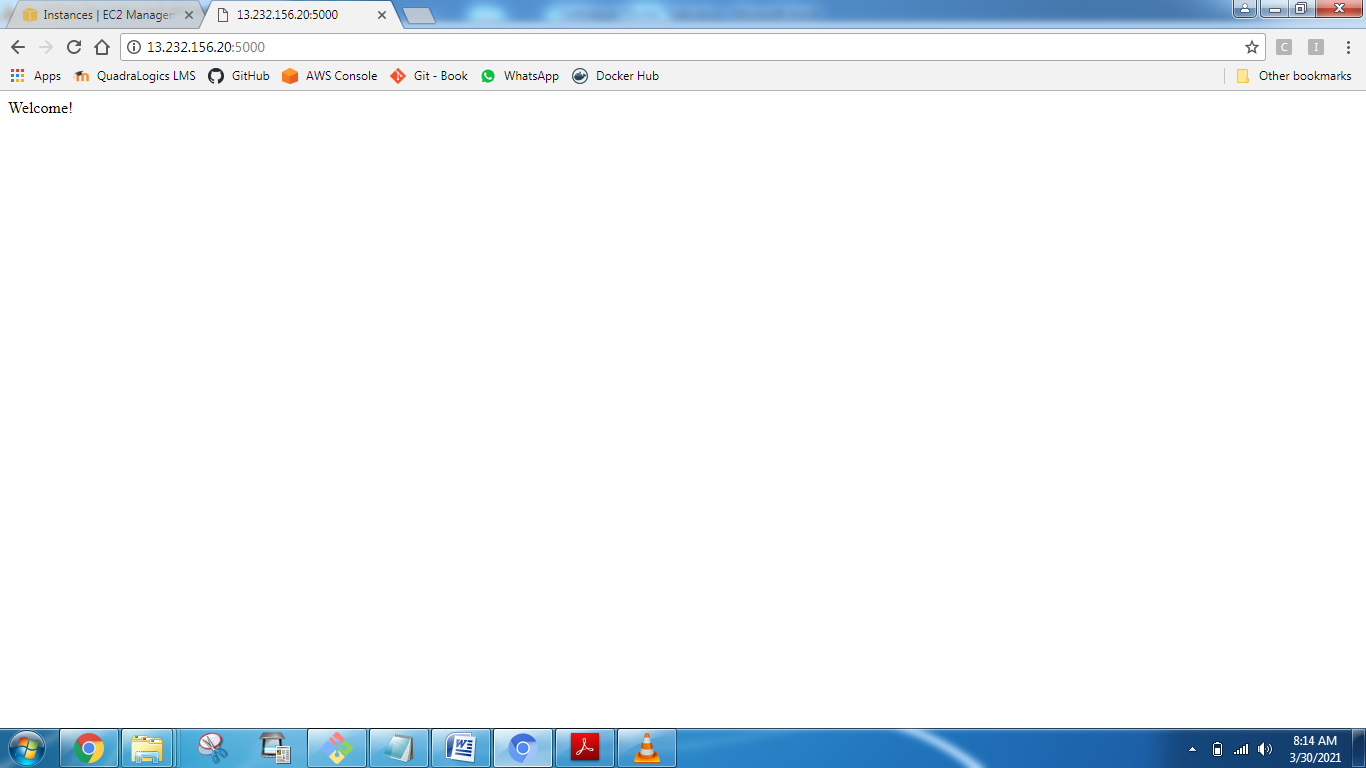 Instances | EC2 Managem
13.232.156.20:5000
13.232.156.20:5000
C
I
Apps
QuadraLogics LMS
GitHub
AWS Console
Git - Book
WhatsApp
Docker Hub
Other bookmarks
Welcome!
8:14 AM
3/30/2021